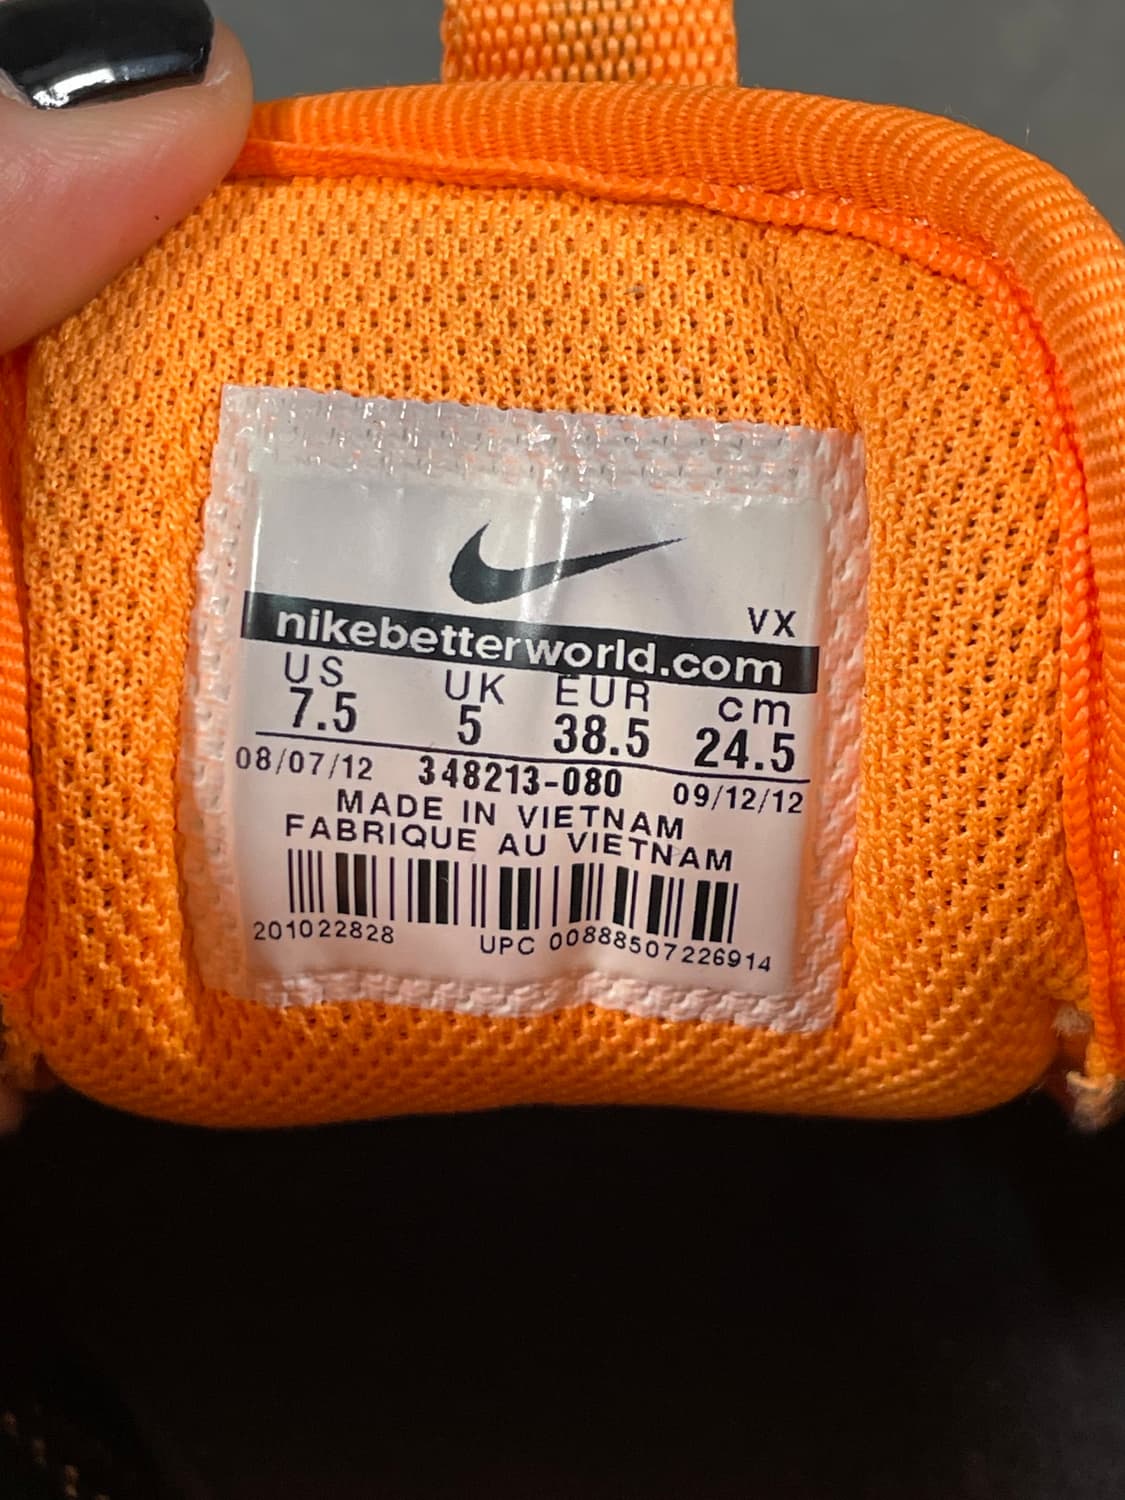 VX
nikebetterworld.com
US UK EUR cm
7.5 5 38.5 24.5
08/07/12 348213-080 09/12/12
MADE IN VIETNAM
FABRIQUE AU VIETNAM
201022828 UPC 00888507226914